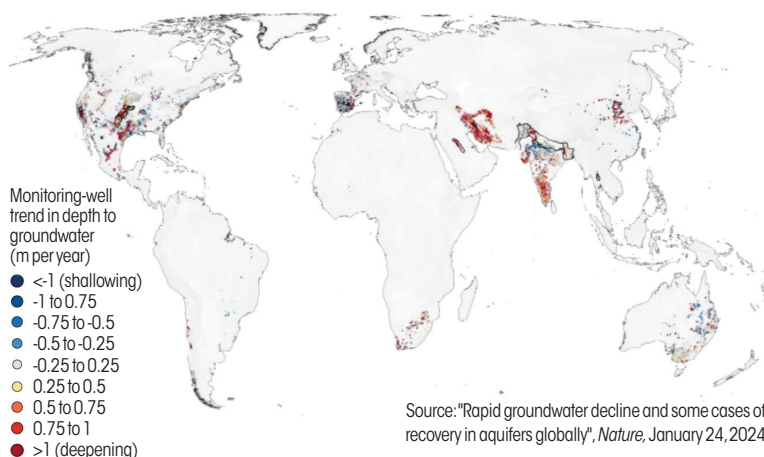 Monitoring-well
trend in depth to
groundwater
(m per year)
<-1 (shallowing)
-1 to 0.75
-0.75 to -0.5
-0.5 to -0.25
-0.25 to 0.25
0.25 to 0.5
0.5 to 0.75
0.75 to 1
>1 (deepening)
Source: "Rapid groundwater decline and some cases of
recovery in aquifers globally", Nature, January 24, 2024